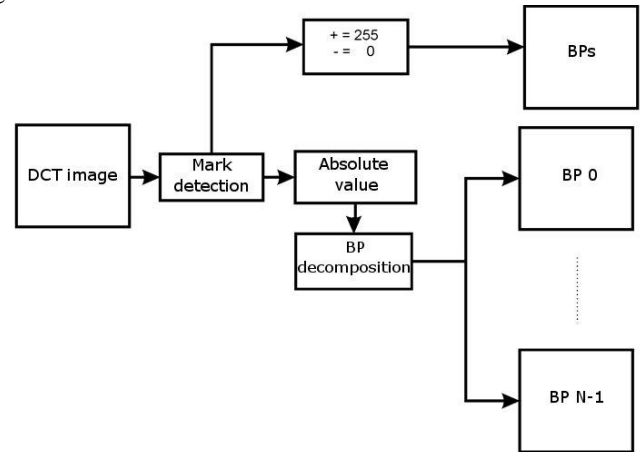 + = 255
- = 0
BPs
DCT image
Mark
detection
Absolute
value
BP 0
BP
decomposition
BP N-1